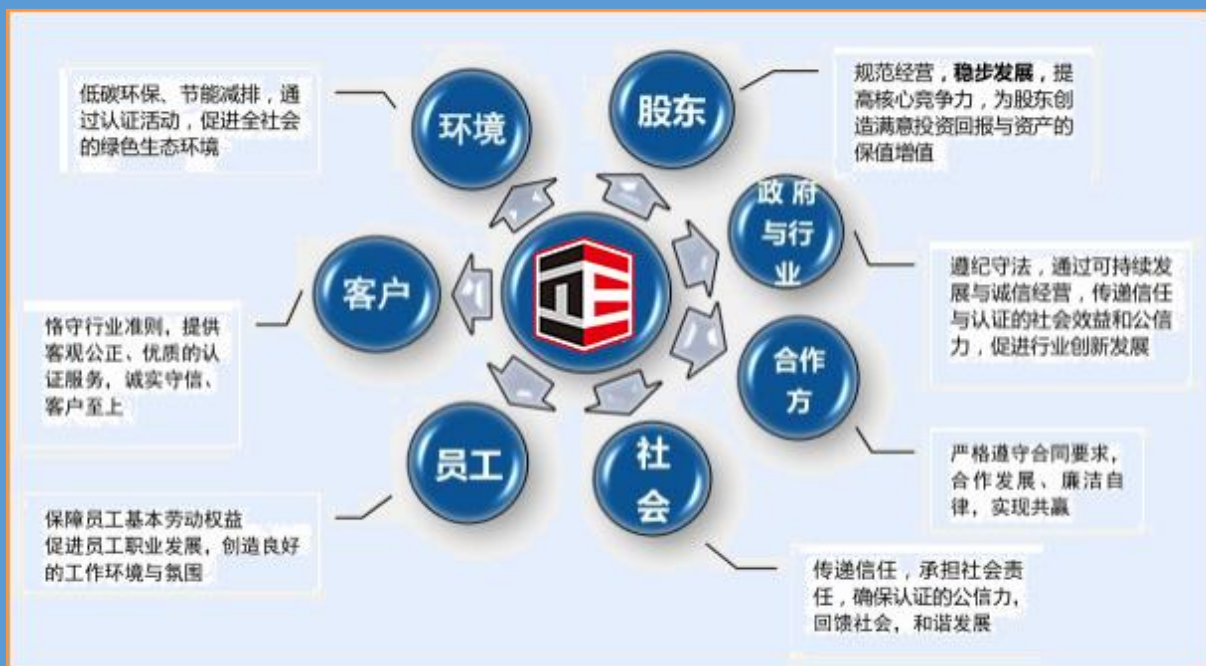 环境
低碳环保、节能减排，通
过认证活动，促进全社会
的绿色生态环境
股东
规范经营，稳步发展，提
高核心竞争力，为股东创
造满意投资回报与资产的
保值增值
政 府
与行
业
遵纪守法，通过可持续发
展与诚信经营，传递信任
与认证的社会效益和公信
力，促进行业创新发展
客户
恪守行业准则，提供
客观公正、优质的认
证服务，诚实守信、
客户至上
合作
方
严格遵守合同要求，
合作发展、廉洁自
律，实现共赢
员工
保障员工基本劳动权益
促进员工职业发展，创造良好
的工作环境与氛围
社
会
传递信任，承担社会责
任，确保认证的公信力，
回馈社会，和谐发展